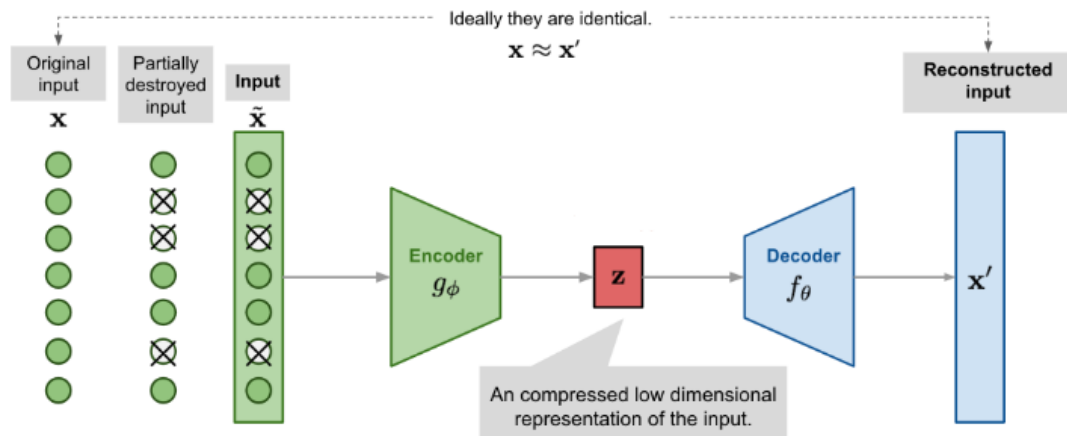 Ideally they are identical.
x ≈ x′
Original
input
x
Partially
destroyed
input
Input
x̃
Reconstructed
input
Encoder
gϕ
z
Decoder
fθ
x′
An compressed low dimensional
representation of the input.